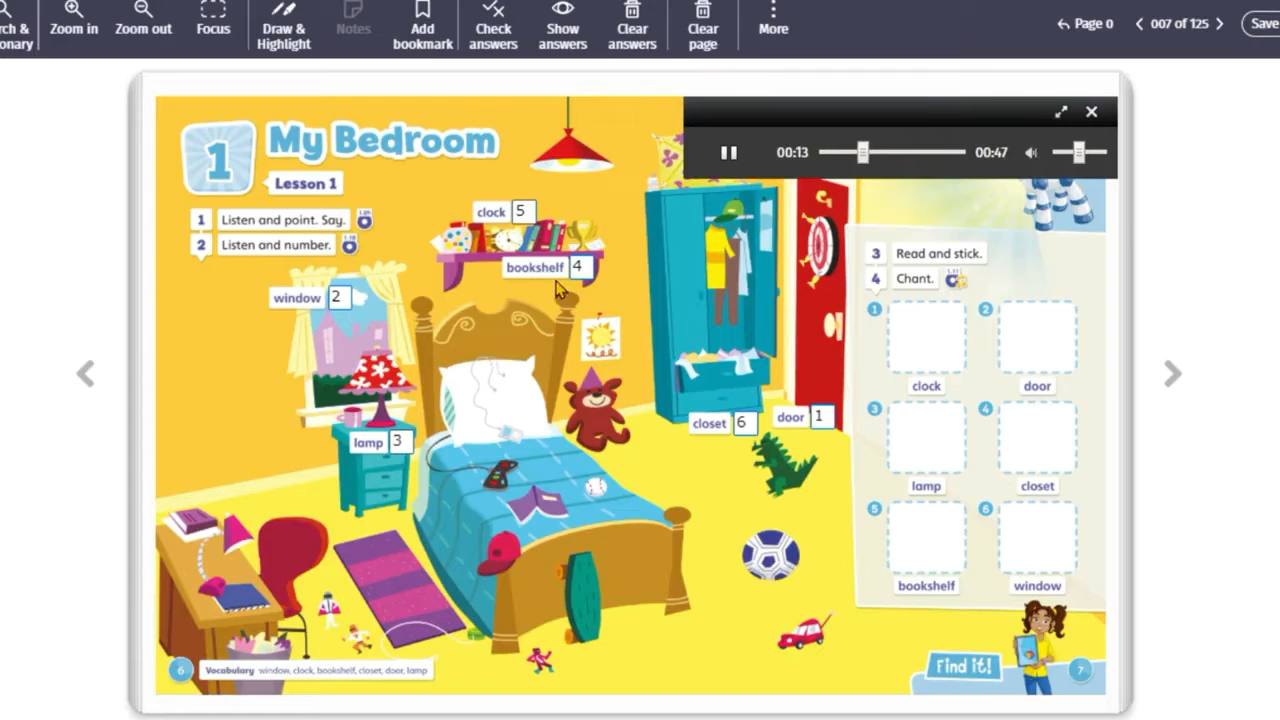 Zoom in
Zoom out
Focus
Draw &
Highlight
Notes
Add
bookmark
Check
answers
Show
answers
Clear
answers
Clear
page
More
Page 0
007 of 125
Save
1
My Bedroom
Lesson 1
1 Listen and point. Say.
2 Listen and number.
00:13
00:47
clock 5
bookshelf 4
window 2
lamp 3
closet 6
door 1
3 Read and stick.
4 Chant.
1
2
clock
door
3
4
lamp
closet
5
6
bookshelf
window
Find it!
6
Vocabulary window, clock, bookshelf, closet, door, lamp
7